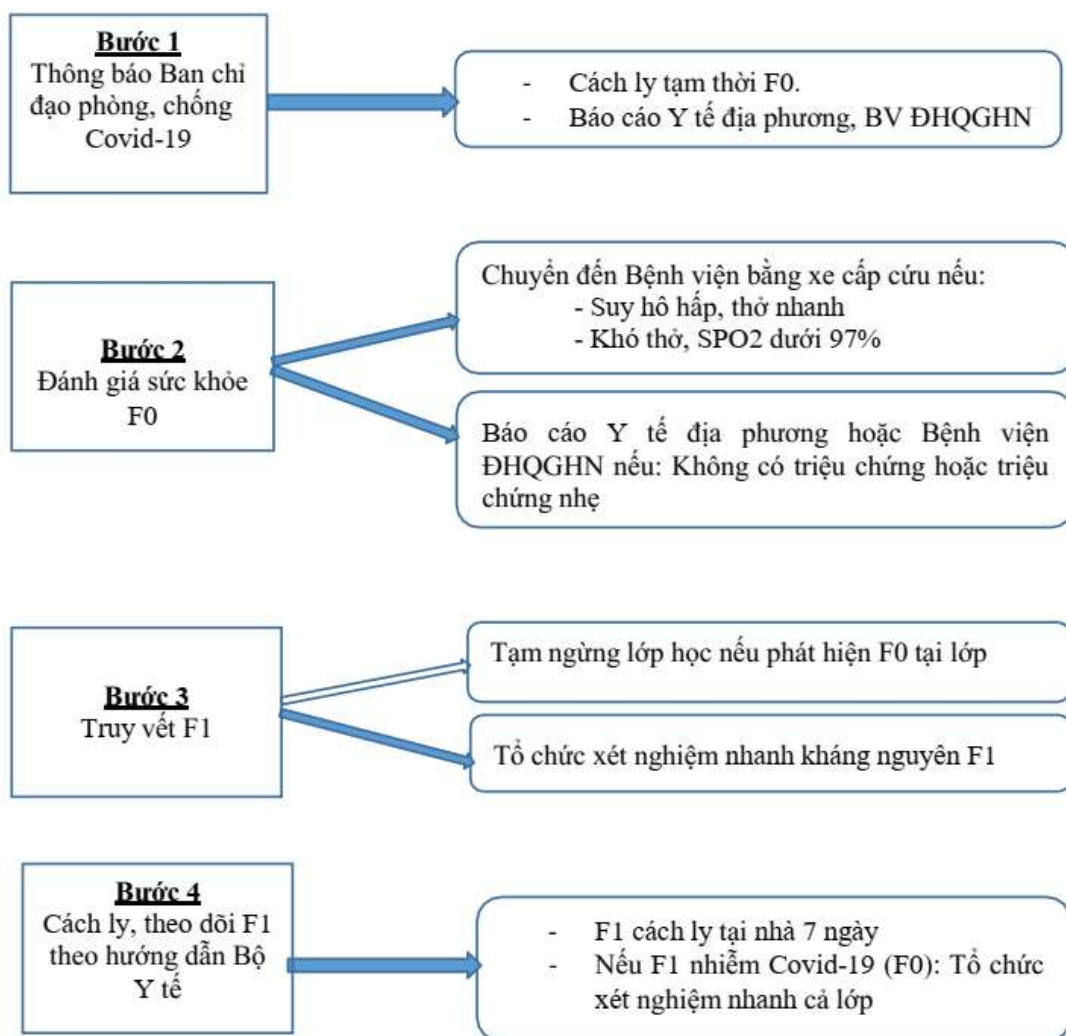 Bước 1
Thông báo Ban chỉ
đạo phòng, chống
Covid-19
- Cách ly tạm thời F0.
- Báo cáo Y tế địa phương, BV ĐHQGHN
Bước 2
Đánh giá sức khỏe
F0
Chuyển đến Bệnh viện bằng xe cấp cứu nếu:
- Suy hô hấp, thở nhanh
- Khó thở, SPO2 dưới 97%
Báo cáo Y tế địa phương hoặc Bệnh viện
ĐHQGHN nếu: Không có triệu chứng hoặc triệu
chứng nhẹ
Bước 3
Truy vết F1
Tạm ngừng lớp học nếu phát hiện F0 tại lớp
Tổ chức xét nghiệm nhanh kháng nguyên F1
Bước 4
Cách ly, theo dõi F1
theo hướng dẫn Bộ
Y tế
- F1 cách ly tại nhà 7 ngày
- Nếu F1 nhiễm Covid-19 (F0): Tổ chức
xét nghiệm nhanh cả lớp